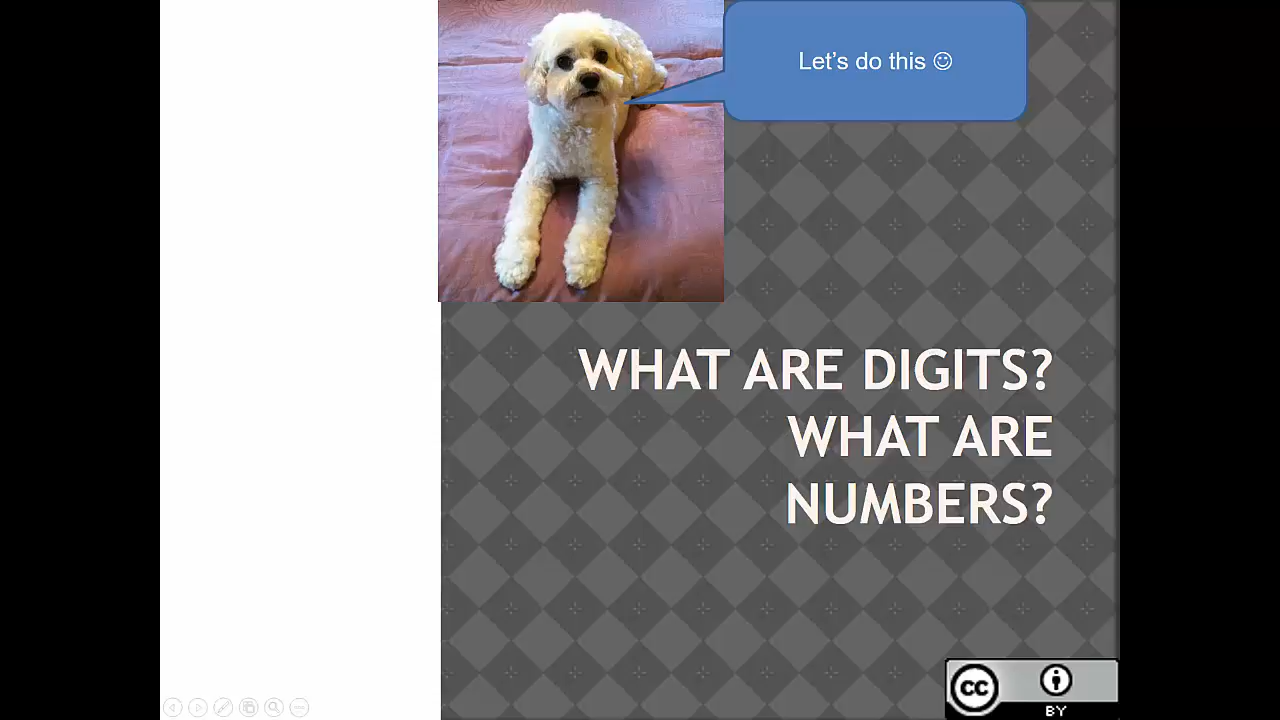 Let's do this ☺
WHAT ARE DIGITS?
WHAT ARE
NUMBERS?
cc
BY